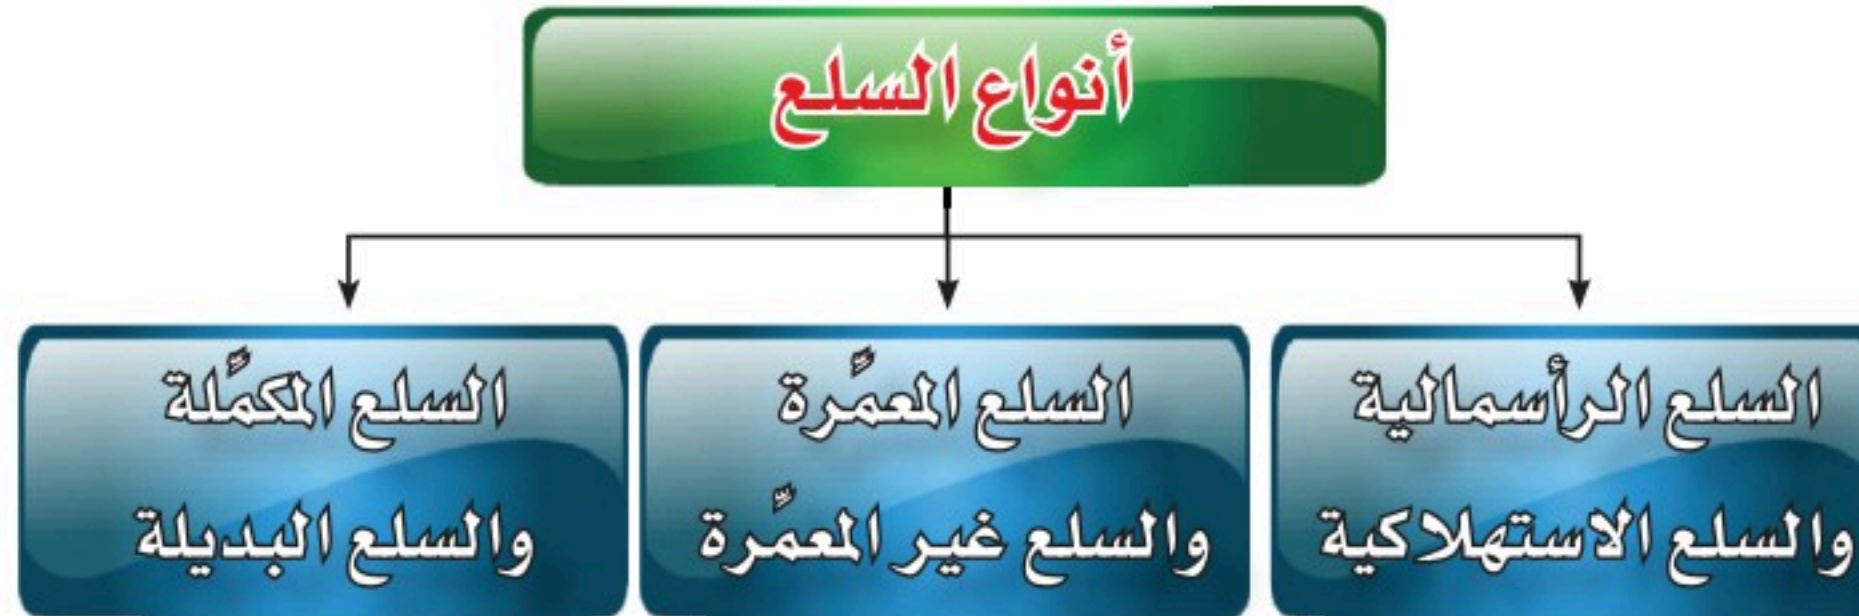 أنواع السلع
السلع الرأسمالية
والسلع الاستهلاكية
السلع المعمَّرة
والسلع غير المعمَّرة
السلع المكمَّلة
والسلع البديلة